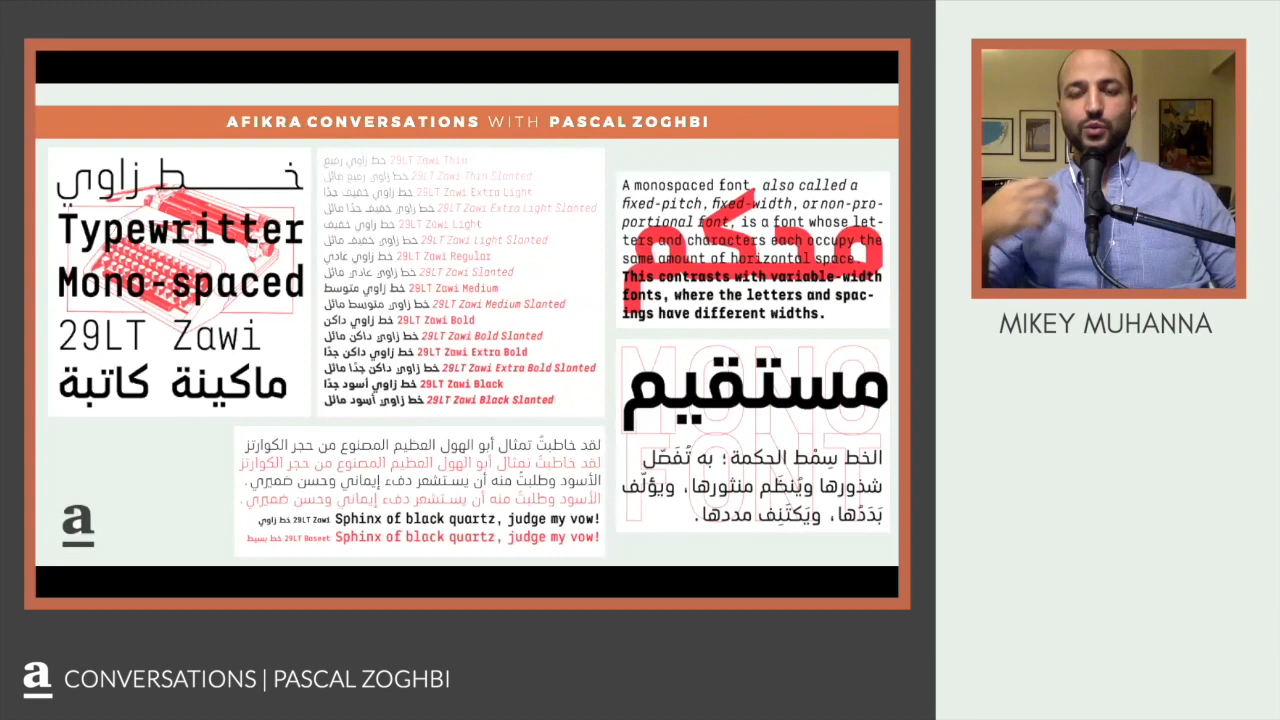 AFIKRA CONVERSATIONS WITH PASCAL ZOGHBI
خط زاوي
Typewritter
Mono-spaced
29LT Zawi
ماكينة كاتبة
خط زاوي رفيع 29LT Zawi Thin
خط زاوي رفيع مائل 29LT Zawi Thin Slanted
خط زاوي خفيف جدًا 29LT Zawi Extra Light
خط زاوي خفيف جدًا مائل 29LT Zawi Extra Light Slanted
خط زاوي خفيف 29LT Zawi Light
خط زاوي خفيف مائل 29LT Zawi Light Slanted
خط زاوي عادي 29LT Zawi Regular
خط زاوي عادي مائل 29LT Zawi Slanted
خط زاوي متوسط 29LT Zawi Medium
خط زاوي متوسط مائل 29LT Zawi Medium Slanted
خط زاوي داكن 29LT Zawi Bold
خط زاوي داكن مائل 29LT Zawi Bold Slanted
خط زاوي داكن جدًا 29LT Zawi Extra Bold
خط زاوي داكن جدًا مائل 29LT Zawi Extra Bold Slanted
خط زاوي أسود جدًا 29LT Zawi Black
خط زاوي أسود مائل 29LT Zawi Black Slanted
A monospaced font, also called a
fixed-pitch, fixed-width, or non-pro-
portional font, is a font whose let-
ters and characters each occupy the
same amount of horizontal space.
This contrasts with variable-width
fonts, where the letters and spac-
ings have different widths.
MONO
FONT
مستقيم
الخط سِمْط الحكمة؛ به تُفَصَّل
شذورها ويُنظَم منثورها، ويؤلَّف
بَدَدُها، ويَكتَنِف مددها.
لقد خاطبتُ تمثال أبو الهول العظيم المصنوع من حجر الكوارتز
لقد خاطبتُ تمثال أبو الهول العظيم المصنوع من حجر الكوارتز
الأسود وطلبتُ منه أن يستشعر دفء إيماني وحسن ضميري.
الأسود وطلبتُ منه أن يستشعر دفء إيماني وحسن ضميري.
خط زاوي 29LT Zawi Sphinx of black quartz, judge my vow!
خط بسيط 29LT Baseet Sphinx of black quartz, judge my vow!
a
MIKEY MUHANNA
a CONVERSATIONS | PASCAL ZOGHBI